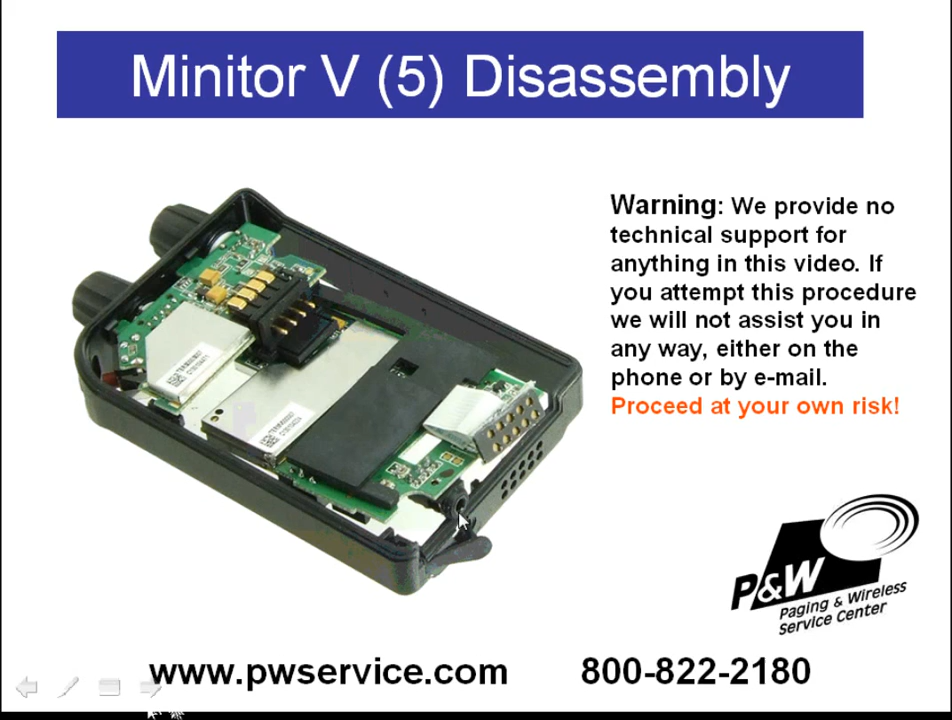 Minitor V (5) Disassembly
Warning: We provide no
technical support for
anything in this video. If
you attempt this procedure
we will not assist you in
any way, either on the
phone or by e-mail.
Proceed at your own risk!
P&W
Paging & Wireless
Service Center
www.pwservice.com 800-822-2180